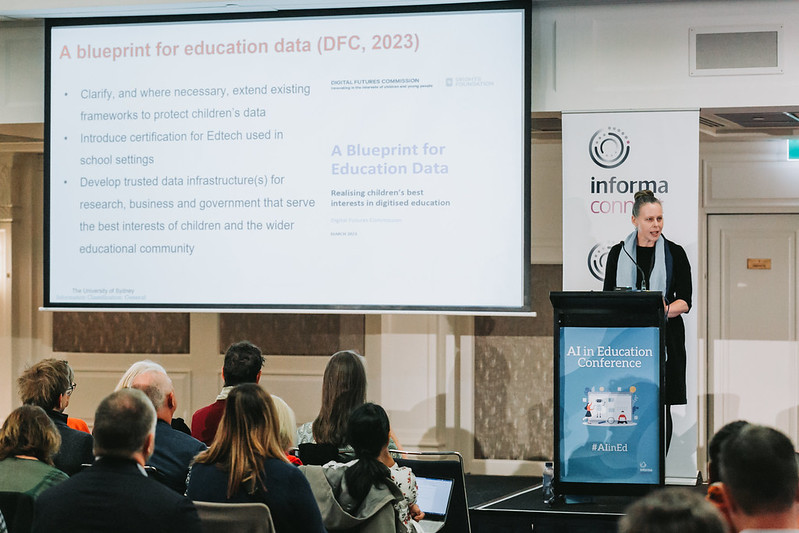 A blueprint for education data (DFC, 2023)
• Clarify, and where necessary, extend existing
frameworks to protect children's data
• Introduce certification for Edtech used in
school settings
• Develop trusted data infrastructure(s) for
research, business and government that serve
the best interests of children and the wider
educational community
The University of Sydney
DIGITAL FUTURES COMMISSION
A Blueprint for
Education Data
Realising children's best
interests in digitised education
informa
connect
AI in Education
Conference
#AIinEd